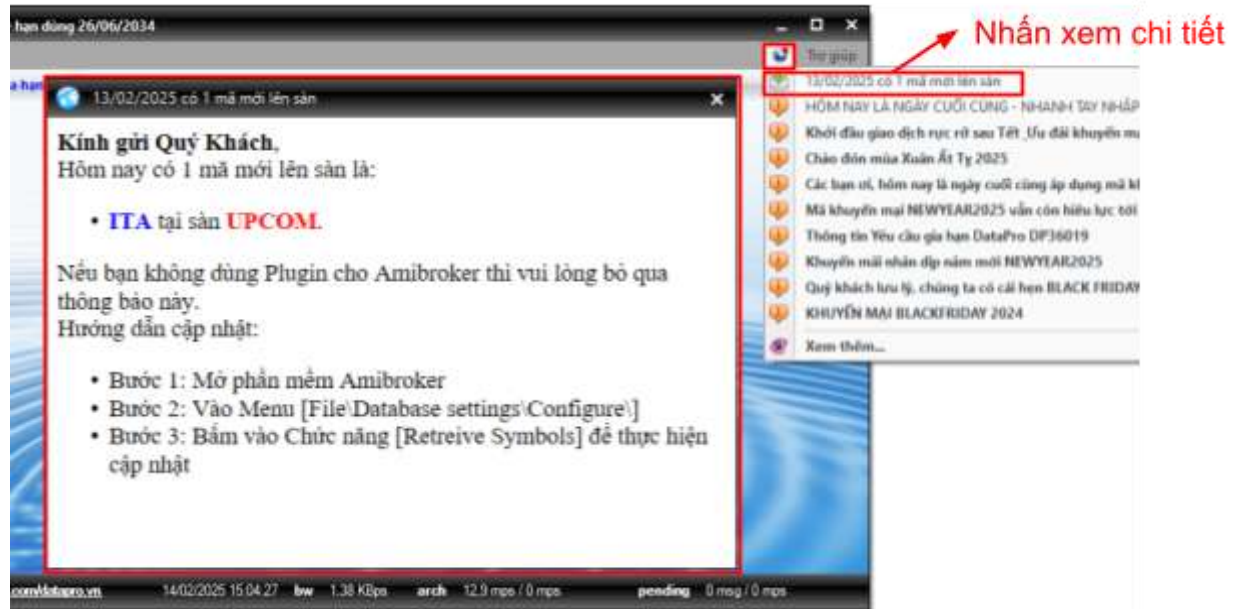 hạn dùng 26/06/2034
Nhấn xem chi tiết
Trợ giúp
13/02/2025 có 1 mã mới lên sàn
Kính gửi Quý Khách,
Hôm nay có 1 mã mới lên sàn là:
• ITA tại sàn UPCOM.
Nếu bạn không dùng Plugin cho Amibroker thì vui lòng bỏ qua
thông báo này.
Hướng dẫn cập nhật:
• Bước 1: Mở phần mềm Amibroker
• Bước 2: Vào Menu [File\Database settings\Configure\]
• Bước 3: Bấm vào Chức năng [Retreive Symbols] để thực hiện
cập nhật
13/02/2025 có 1 mã mới lên sàn
HÔM NAY LÀ NGÀY CUỐI CÙNG - NHANH TAY NHẬP
Khởi đầu giao dịch rực rỡ sau Tết_Ưu đãi khuyến mạ
Chào đón mùa Xuân Ất Tỵ 2025
Các bạn ơi, hôm nay là ngày cuối cùng áp dụng mã kh
Mã khuyến mại NEWYEAR2025 vẫn còn hiệu lực tới
Thông tin Yêu cầu gia hạn DataPro DP36019
Khuyến mãi nhân dịp năm mới NEWYEAR2025
Quý khách lưu lý, chúng ta có cái hẹn BLACK FRIDAY
KHUYẾN MẠI BLACKFRIDAY 2024
Xem thêm...
.com/datapro.vn 14/02/2025 15:04:27 bw 1.38 KBps arch 12.9 mps / 0 mps pending 0 msg / 0 mps